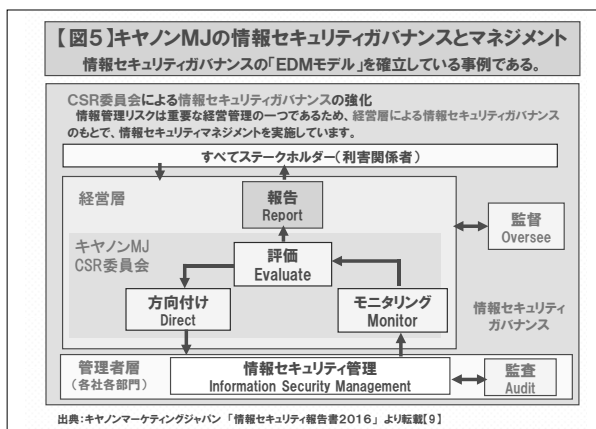 【図5】キヤノンMJの情報セキュリティガバナンスとマネジメント
情報セキュリティガバナンスの「EDMモデル」を確立している事例である。
CSR委員会による情報セキュリティガバナンスの強化
情報管理リスクは重要な経営管理の一つであるため、経営層による情報セキュリティガバナンス
のもとで、情報セキュリティマネジメントを実施しています。
すべてステークホルダー(利害関係者)
経営層
報告
Report
監督
Oversee
キヤノンMJ
CSR委員会
評価
Evaluate
方向付け
Direct
モニタリング
Monitor
情報セキュリティ
ガバナンス
管理者層
(各社各部門)
情報セキュリティ管理
Information Security Management
監査
Audit
出典:キヤノンマーケティングジャパン 「情報セキュリティ報告書2016」 より転載【9】